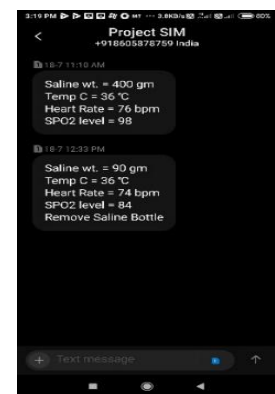 3:19 PM
Project SIM
+918605878759 India
18-7 11:10 AM
Saline wt. = 400 gm
Temp C = 36 °C
Heart Rate = 76 bpm
SPO2 level = 98
18-7 12:33 PM
Saline wt. = 90 gm
Temp C = 36 °C
Heart Rate = 74 bpm
SPO2 level = 84
Remove Saline Bottle
Text message